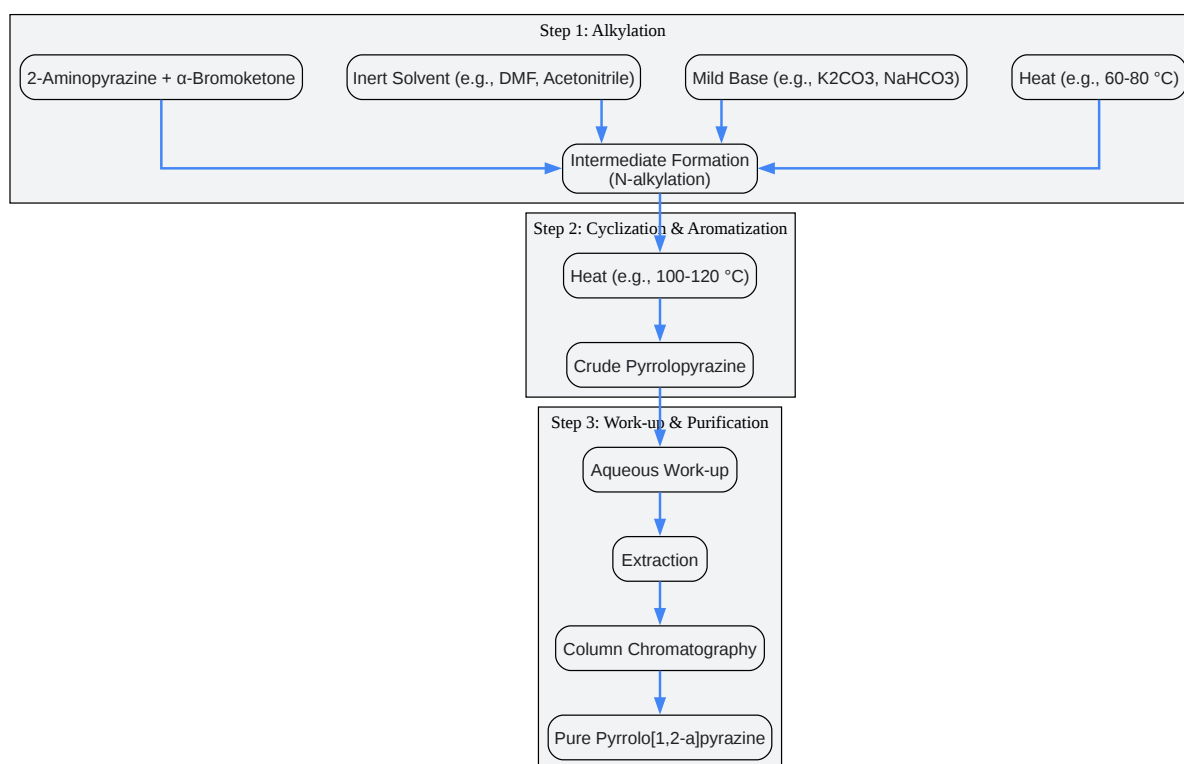 Step 1: Alkylation
2-Aminopyrazine + α-Bromoketone
Inert Solvent (e.g., DMF, Acetonitrile)
Mild Base (e.g., K2CO3, NaHCO3)
Heat (e.g., 60-80 °C)
Intermediate Formation
(N-alkylation)
Step 2: Cyclization & Aromatization
Heat (e.g., 100-120 °C)
Crude Pyrrolopyrazine
Step 3: Work-up & Purification
Aqueous Work-up
Extraction
Column Chromatography
Pure Pyrrolo[1,2-a]pyrazine